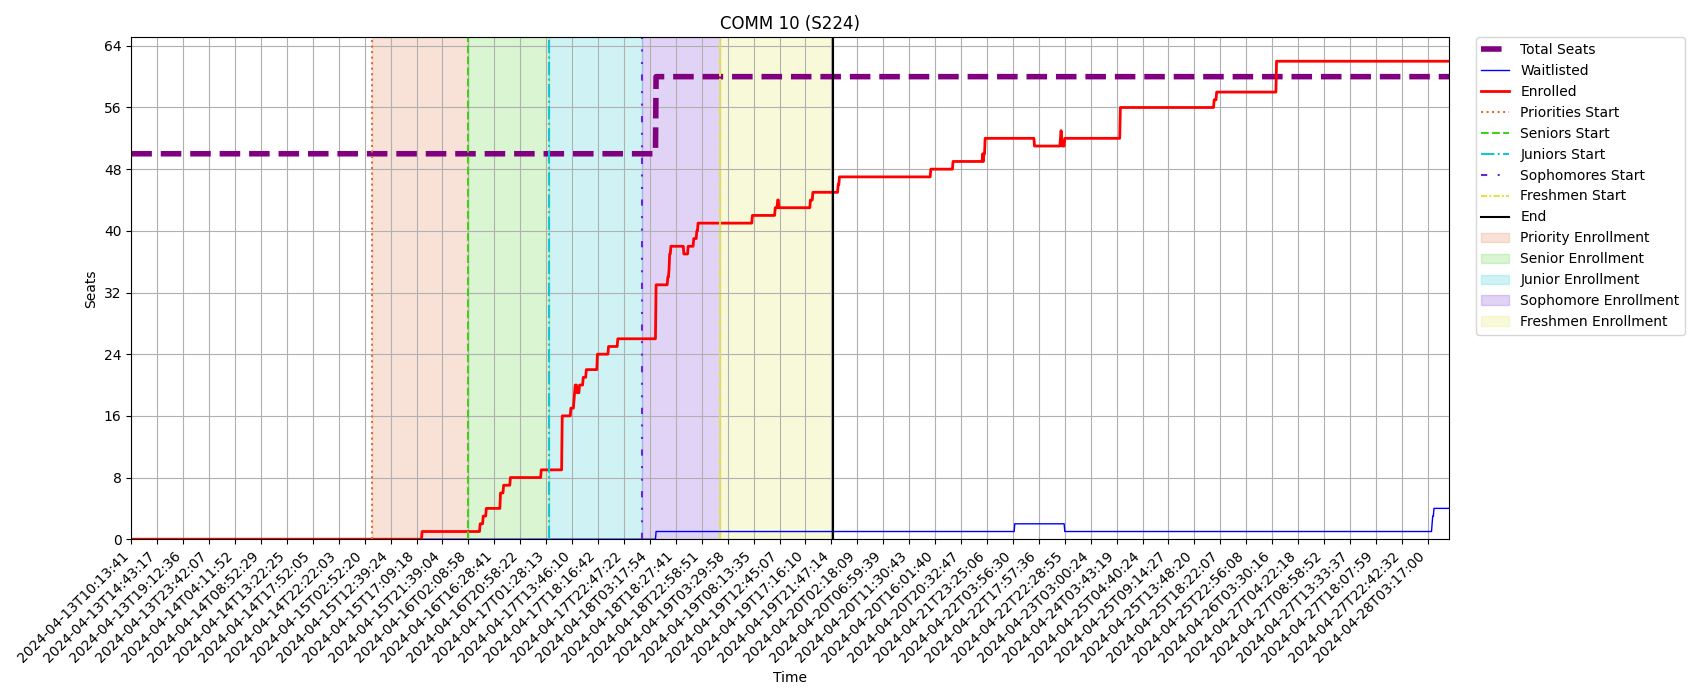 COMM 10 (S224)
Seats
64
56
48
40
32
24
16
8
0
2024-04-13T10:13:41
2024-04-13T14:43:17
2024-04-13T19:12:36
2024-04-13T23:42:07
2024-04-14T04:11:52
2024-04-14T08:52:29
2024-04-14T13:22:25
2024-04-14T17:52:05
2024-04-14T22:22:03
2024-04-15T02:52:20
2024-04-15T12:39:24
2024-04-15T17:09:18
2024-04-15T21:39:04
2024-04-16T02:08:58
2024-04-16T16:28:41
2024-04-16T20:58:22
2024-04-17T01:28:13
2024-04-17T13:46:10
2024-04-17T18:16:42
2024-04-17T22:47:22
2024-04-18T03:17:54
2024-04-18T18:27:41
2024-04-18T22:58:51
2024-04-19T03:29:58
2024-04-19T08:13:35
2024-04-19T12:45:07
2024-04-19T17:16:10
2024-04-19T21:47:14
2024-04-20T02:18:09
2024-04-20T06:59:39
2024-04-20T11:30:43
2024-04-20T16:01:40
2024-04-20T20:32:47
2024-04-21T23:25:06
2024-04-22T03:56:30
2024-04-22T17:57:36
2024-04-22T22:28:55
2024-04-23T03:00:24
2024-04-24T03:43:19
2024-04-25T04:40:24
2024-04-25T09:14:27
2024-04-25T13:48:20
2024-04-25T18:22:07
2024-04-25T22:56:08
2024-04-26T03:30:16
2024-04-27T04:22:18
2024-04-27T08:58:52
2024-04-27T13:33:37
2024-04-27T18:07:59
2024-04-27T22:42:32
2024-04-28T03:17:00
Time
Total Seats
Waitlisted
Enrolled
Priorities Start
Seniors Start
Juniors Start
Sophomores Start
Freshmen Start
End
Priority Enrollment
Senior Enrollment
Junior Enrollment
Sophomore Enrollment
Freshmen Enrollment